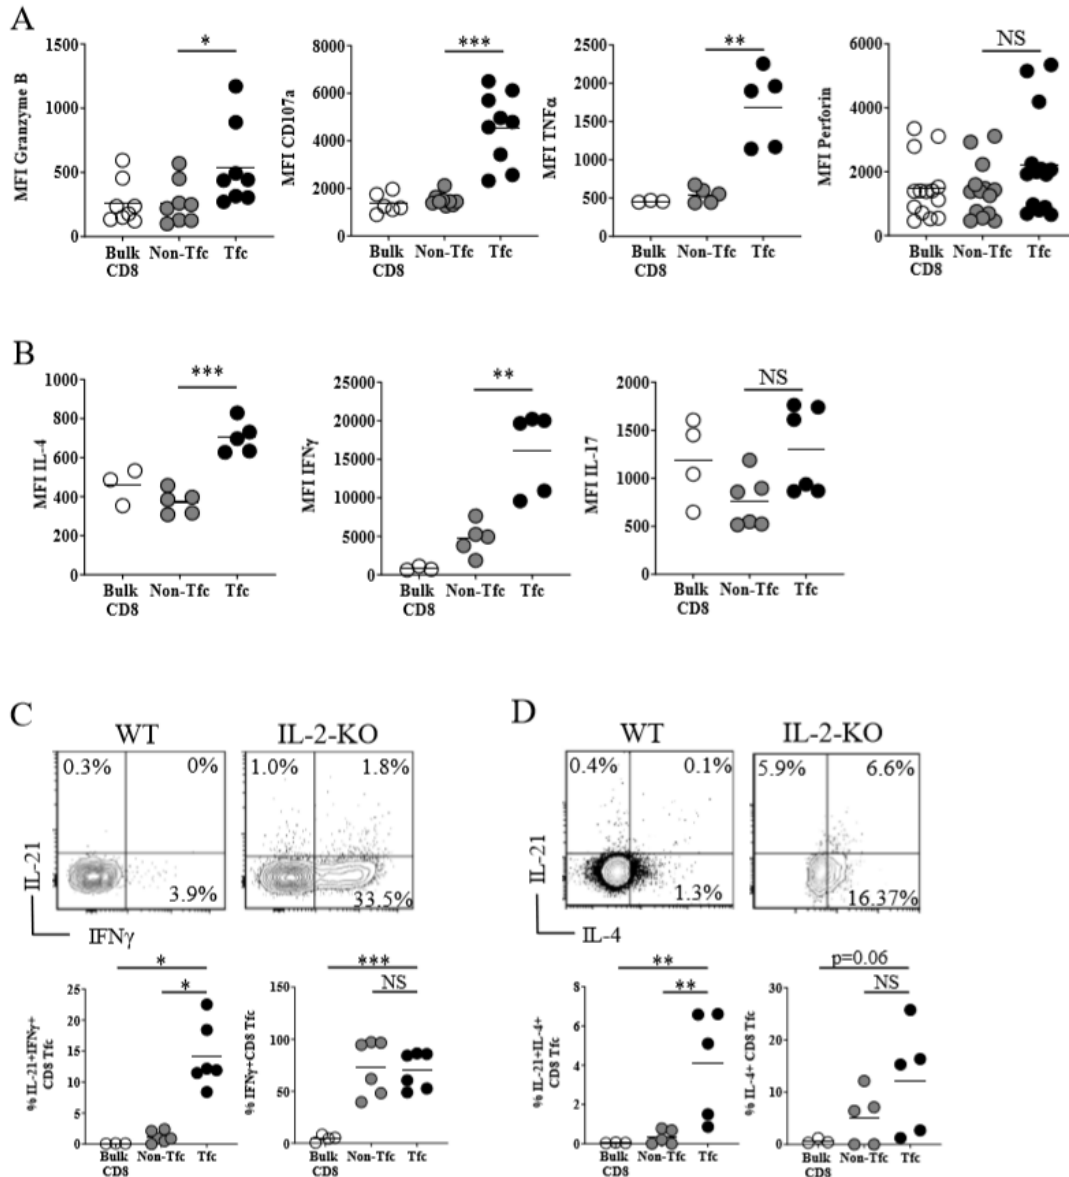 A
MFI Granzyme B
1500
1000
500
0
*
Bulk CD8
Non-Tfc
Tfc
MFI CD107a
8000
6000
4000
2000
0
***
Bulk CD8
Non-Tfc
Tfc
MFI TNFα
2500
2000
1500
1000
500
0
**
Bulk CD8
Non-Tfc
Tfc
MFI Perforin
6000
4000
2000
0
NS
Bulk CD8
Non-Tfc
Tfc
B
MFI IL-4
1000
800
600
400
200
0
***
Bulk CD8
Non-Tfc
Tfc
MFI IFNγ
25000
20000
15000
10000
5000
0
**
Bulk CD8
Non-Tfc
Tfc
MFI IL-17
2000
1500
1000
500
0
NS
Bulk CD8
Non-Tfc
Tfc
C
WT
IL-2-KO
0.3%
0%
3.9%
1.0%
1.8%
33.5%
IL-21
IFNγ
% IL-21+IFNγ+
CD8 Tfc
25
20
15
10
5
0
*
*
Bulk CD8
Non-Tfc
Tfc
% IFNγ+CD8 Tfc
150
100
50
0
***
NS
Bulk CD8
Non-Tfc
Tfc
D
WT
IL-2-KO
0.4%
0.1%
1.3%
5.9%
6.6%
16.37%
IL-21
IL-4
% IL-21+IL-4+
CD8 Tfc
8
6
4
2
0
**
**
Bulk CD8
Non-Tfc
Tfc
% IL-4+ CD8 Tfc
30
20
10
0
p=0.06
NS
Bulk CD8
Non-Tfc
Tfc